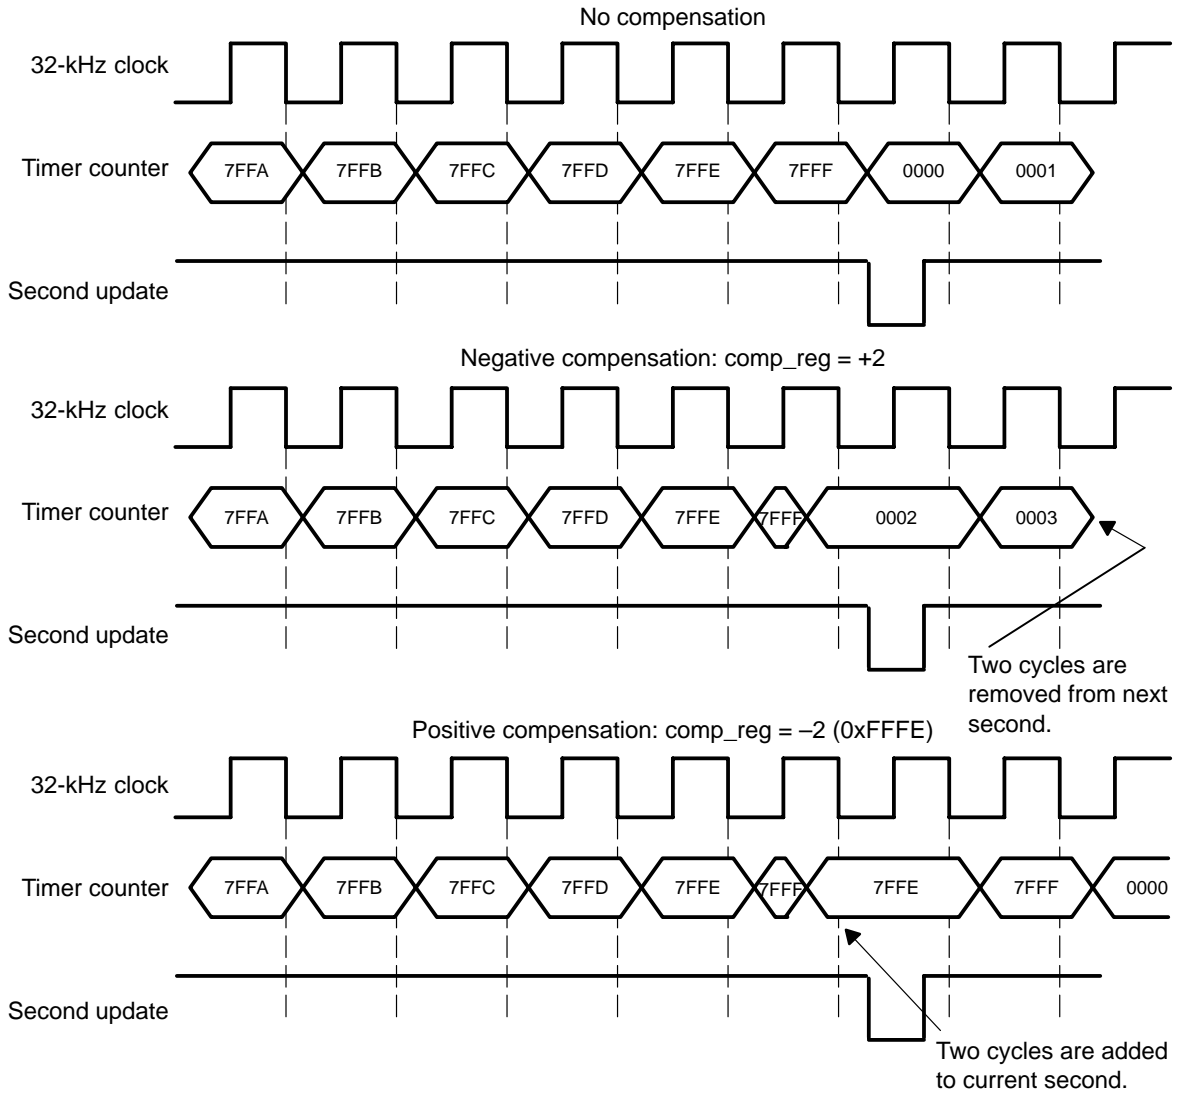 No compensation
32-kHz clock
Timer counter
7FFA 7FFB 7FFC 7FFD 7FFE 7FFF 0000 0001
Second update
Negative compensation: comp_reg = +2
32-kHz clock
Timer counter
7FFA 7FFB 7FFC 7FFD 7FFE 7FFF 0002 0003
Second update
Two cycles are
removed from next
second.
Positive compensation: comp_reg = –2 (0xFFFE)
32-kHz clock
Timer counter
7FFA 7FFB 7FFC 7FFD 7FFE 7FFF 7FFE 7FFF 0000
Second update
Two cycles are added
to current second.